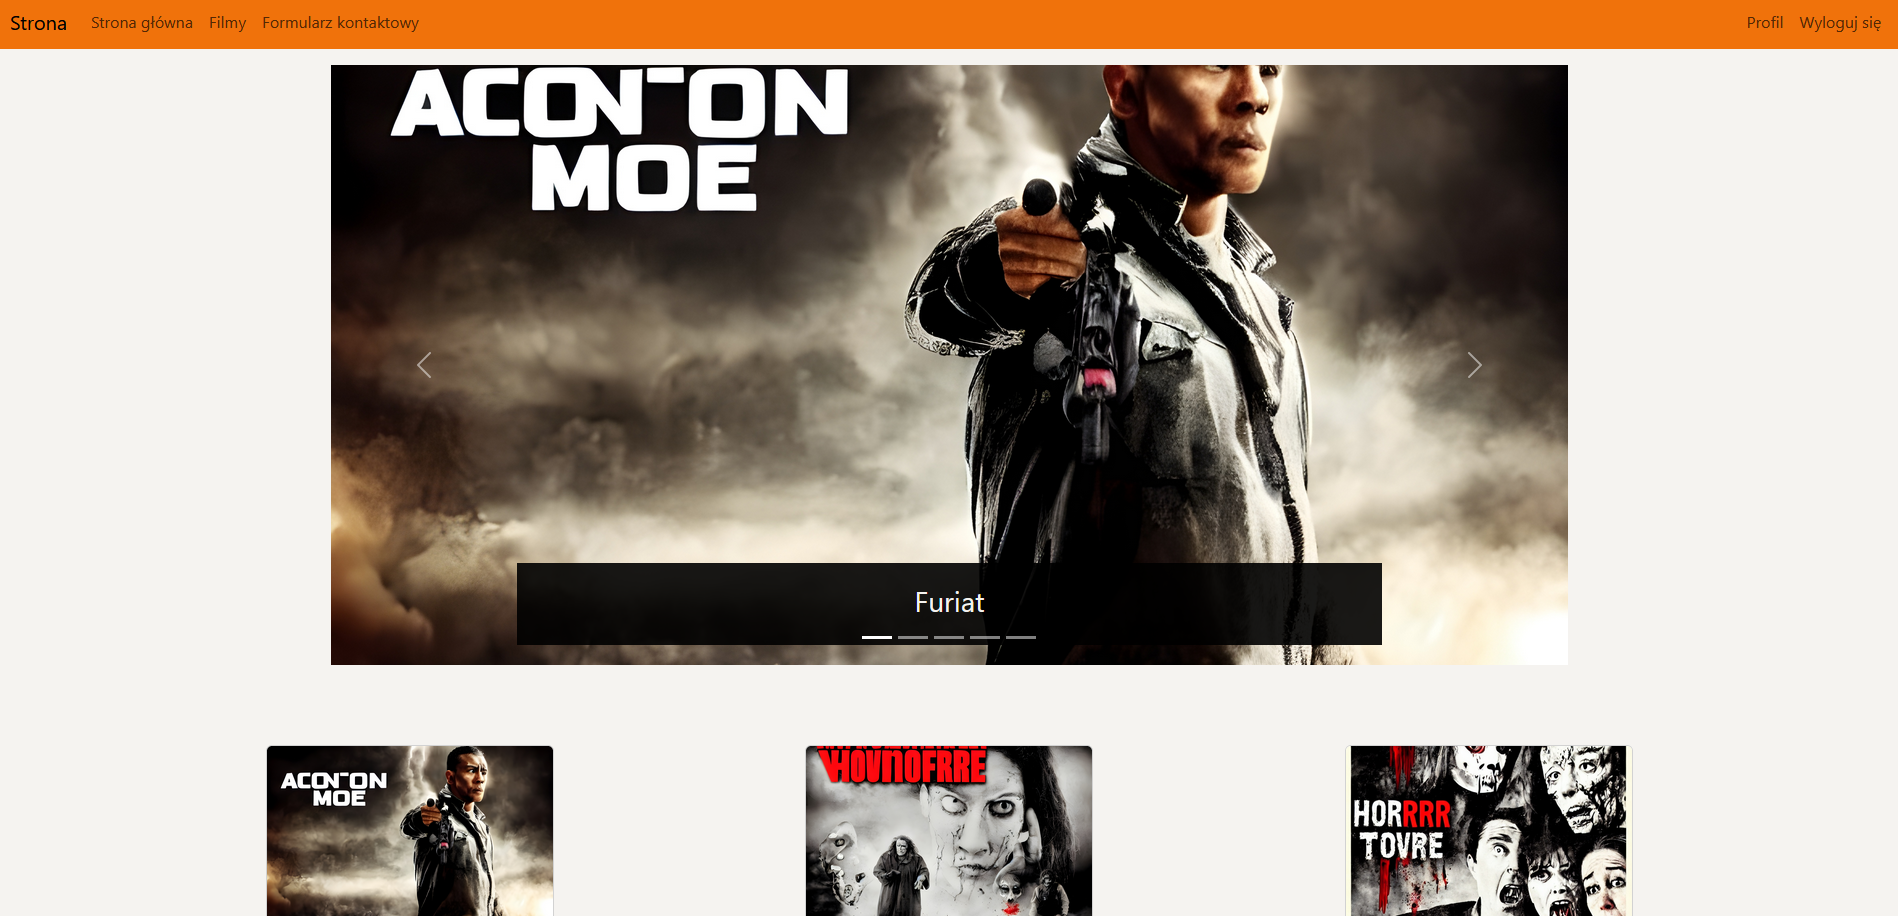 Strona Strona główna Filmy Formularz kontaktowy Profil Wyloguj się
ACON-ON
MOE
Furiat
ACON-ON
MOE
HOVNOFRRE
HORRRR
TOVRE